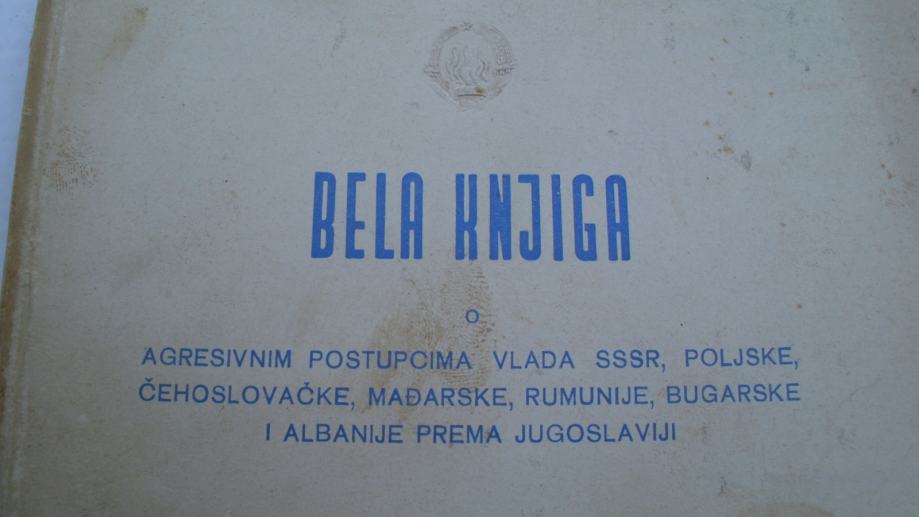 BELA KNJIGA
O
AGRESIVNIM POSTUPCIMA VLADA SSSR, POLJSKE,
ČEHOSLOVAČKE, MAĐARSKE, RUMUNIJE, BUGARSKE
I ALBANIJE PREMA JUGOSLAVIJI